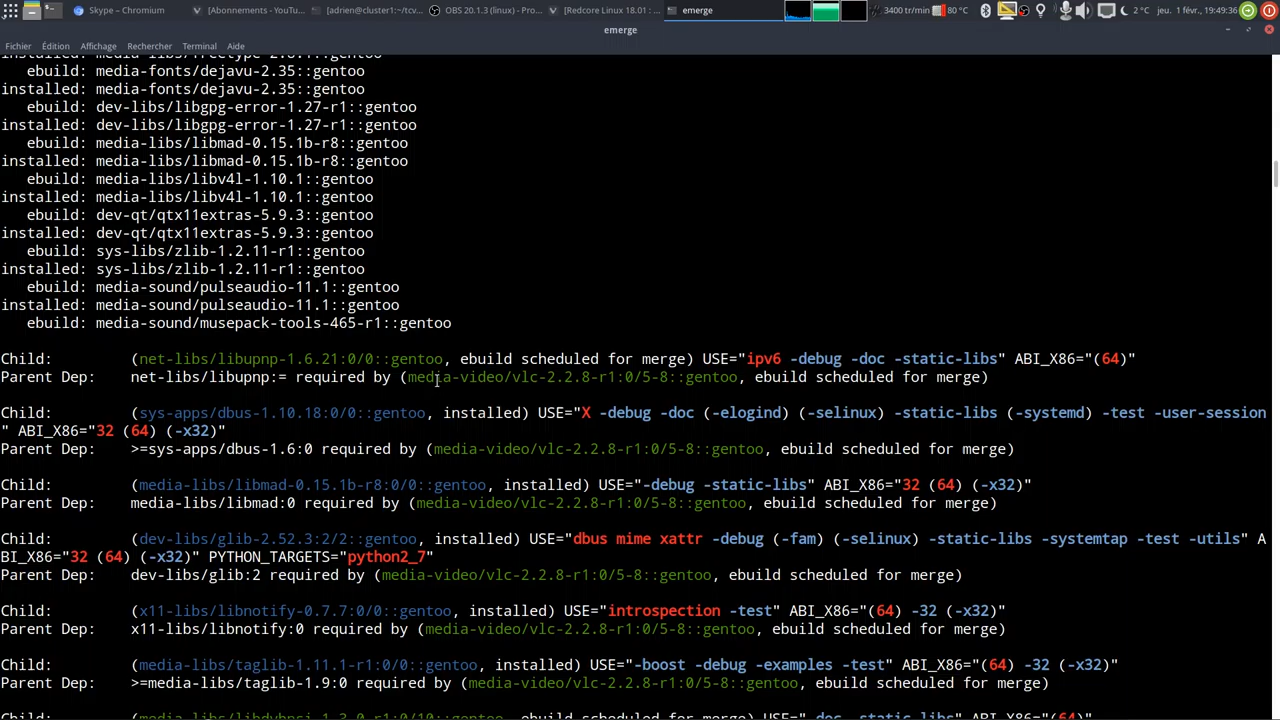 Skype – Chromium
[Abonnements - YouTu...
[adrien@cluster1:~/tcv...
OBS 20.1.3 (linux) - Pro...
[Redcore Linux 18.01 : ...
emerge
3400 tr/min
80 °C
2 °C
jeu. 1 févr., 19:49:36
emerge
Fichier Édition Affichage Rechercher Terminal Aide
ebuild: media-fonts/dejavu-2.35::gentoo
installed: media-fonts/dejavu-2.35::gentoo
ebuild: dev-libs/libgpg-error-1.27-r1::gentoo
installed: dev-libs/libgpg-error-1.27-r1::gentoo
ebuild: media-libs/libmad-0.15.1b-r8::gentoo
installed: media-libs/libmad-0.15.1b-r8::gentoo
ebuild: media-libs/libv4l-1.10.1::gentoo
installed: media-libs/libv4l-1.10.1::gentoo
ebuild: dev-qt/qtx11extras-5.9.3::gentoo
installed: dev-qt/qtx11extras-5.9.3::gentoo
ebuild: sys-libs/zlib-1.2.11-r1::gentoo
installed: sys-libs/zlib-1.2.11-r1::gentoo
ebuild: media-sound/pulseaudio-11.1::gentoo
installed: media-sound/pulseaudio-11.1::gentoo
ebuild: media-sound/musepack-tools-465-r1::gentoo
Child: (net-libs/libupnp-1.6.21:0/0::gentoo, ebuild scheduled for merge) USE="ipv6 -debug -doc -static-libs" ABI_X86="(64)"
Parent Dep: net-libs/libupnp:= required by (media-video/vlc-2.2.8-r1:0/5-8::gentoo, ebuild scheduled for merge)
Child: (sys-apps/dbus-1.10.18:0/0::gentoo, installed) USE="X -debug -doc (-elogind) (-selinux) -static-libs (-systemd) -test -user-session
" ABI_X86="32 (64) (-x32)"
Parent Dep: >=sys-apps/dbus-1.6:0 required by (media-video/vlc-2.2.8-r1:0/5-8::gentoo, ebuild scheduled for merge)
Child: (media-libs/libmad-0.15.1b-r8:0/0::gentoo, installed) USE="-debug -static-libs" ABI_X86="32 (64) (-x32)"
Parent Dep: media-libs/libmad:0 required by (media-video/vlc-2.2.8-r1:0/5-8::gentoo, ebuild scheduled for merge)
Child: (dev-libs/glib-2.52.3:2/2::gentoo, installed) USE="dbus mime xattr -debug (-fam) (-selinux) -static-libs -systemtap -test -utils" A
BI_X86="32 (64) (-x32)" PYTHON_TARGETS="python2_7"
Parent Dep: dev-libs/glib:2 required by (media-video/vlc-2.2.8-r1:0/5-8::gentoo, ebuild scheduled for merge)
Child: (x11-libs/libnotify-0.7.7:0/0::gentoo, installed) USE="introspection -test" ABI_X86="(64) -32 (-x32)"
Parent Dep: x11-libs/libnotify:0 required by (media-video/vlc-2.2.8-r1:0/5-8::gentoo, ebuild scheduled for merge)
Child: (media-libs/taglib-1.11.1-r1:0/0::gentoo, installed) USE="-boost -debug -examples -test" ABI_X86="(64) -32 (-x32)"
Parent Dep: >=media-libs/taglib-1.9:0 required by (media-video/vlc-2.2.8-r1:0/5-8::gentoo, ebuild scheduled for merge)